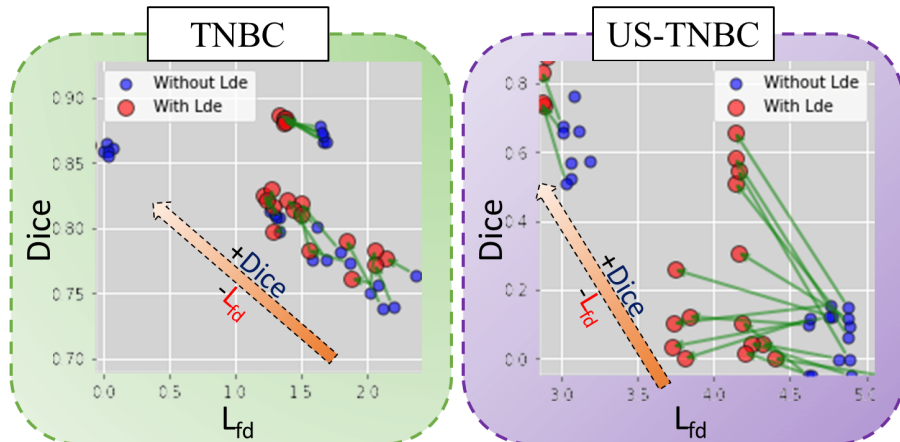 TNBC
Without Lde
With Lde
0.90
0.85
0.80
0.75
0.70
0.0
0.5
1.0
1.5
2.0
Dice
Lfd
+Dice
-Lfd
US-TNBC
Without Lde
With Lde
0.8
0.6
0.4
0.2
0.0
3.0
3.5
4.0
4.5
5.0
Dice
Lfd
+Dice
-Lfd